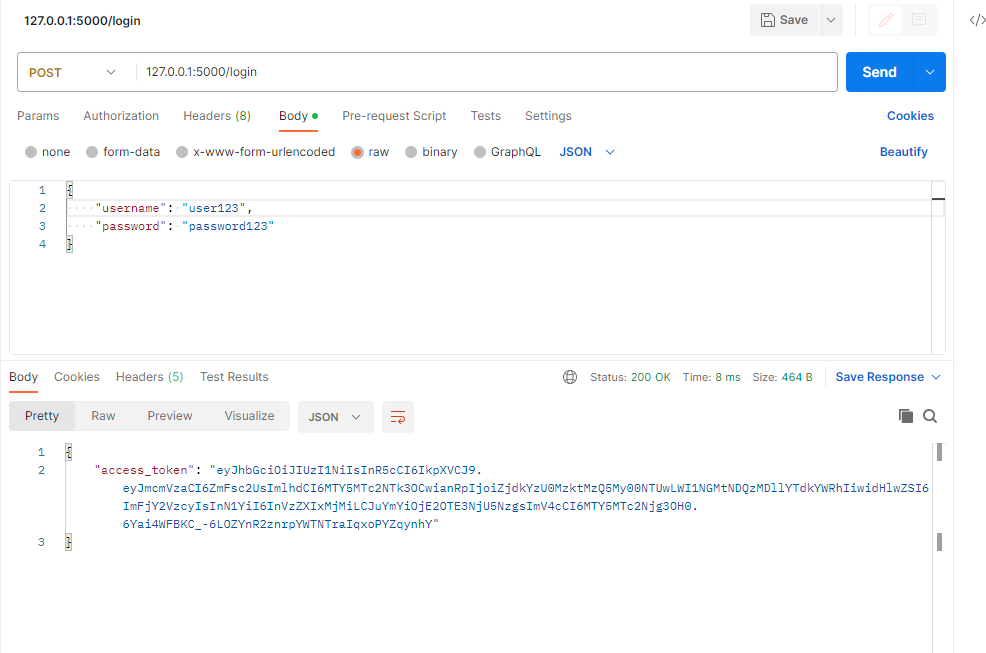 127.0.0.1:5000/login
Save
</>
POST
127.0.0.1:5000/login
Send
Params Authorization Headers (8) Body Pre-request Script Tests Settings Cookies
none form-data x-www-form-urlencoded raw binary GraphQL JSON Beautify
1 {
2 "username": "user123",
3 "password": "password123"
4 }
Body Cookies Headers (5) Test Results Status: 200 OK Time: 8 ms Size: 464 B Save Response
Pretty Raw Preview Visualize JSON
1 {
2 "access_token": "eyJhbGciOiJIUzI1NiIsInR5cCI6IkpXVCJ9.
eyJmcmVzaCI6ZmFsc2UsImlhdCI6MTY5MTc2NTk3OCwianRpIjoiZjdkYzU0MzktMzQ5My00NTUwLWI1NGMtNDQzMDllYTdkYWRhIiwidHlwZSI6
ImFjY2VzcyIsInN1YiI6InVzZXIxMjMiLCJuYmYiOjE2OTE3NjU5NzgsImV4cCI6MTY5MTc2Njg3OH0.
6Yai4WFBKC_-6LOZYnR2znrpYWTNTraIqxoPYZqynhY"
3 }